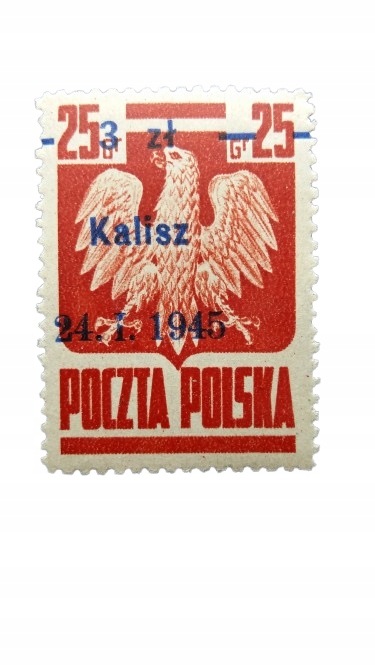 25 Gr 3 zł Gr 25
Kalisz
24. I. 1945
POCZTA POLSKA